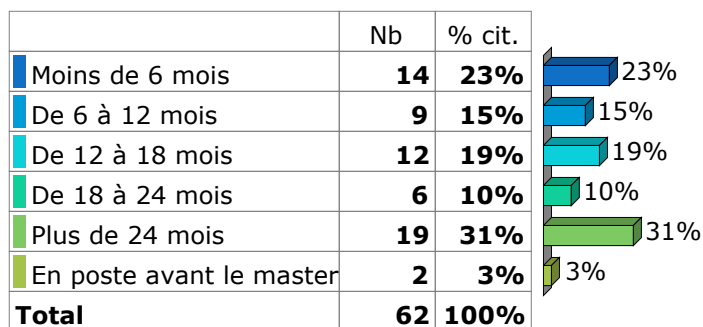 Nb % cit.
Moins de 6 mois 14 23% 23%
De 6 à 12 mois 9 15% 15%
De 12 à 18 mois 12 19% 19%
De 18 à 24 mois 6 10% 10%
Plus de 24 mois 19 31% 31%
En poste avant le master 2 3% 3%
Total 62 100%